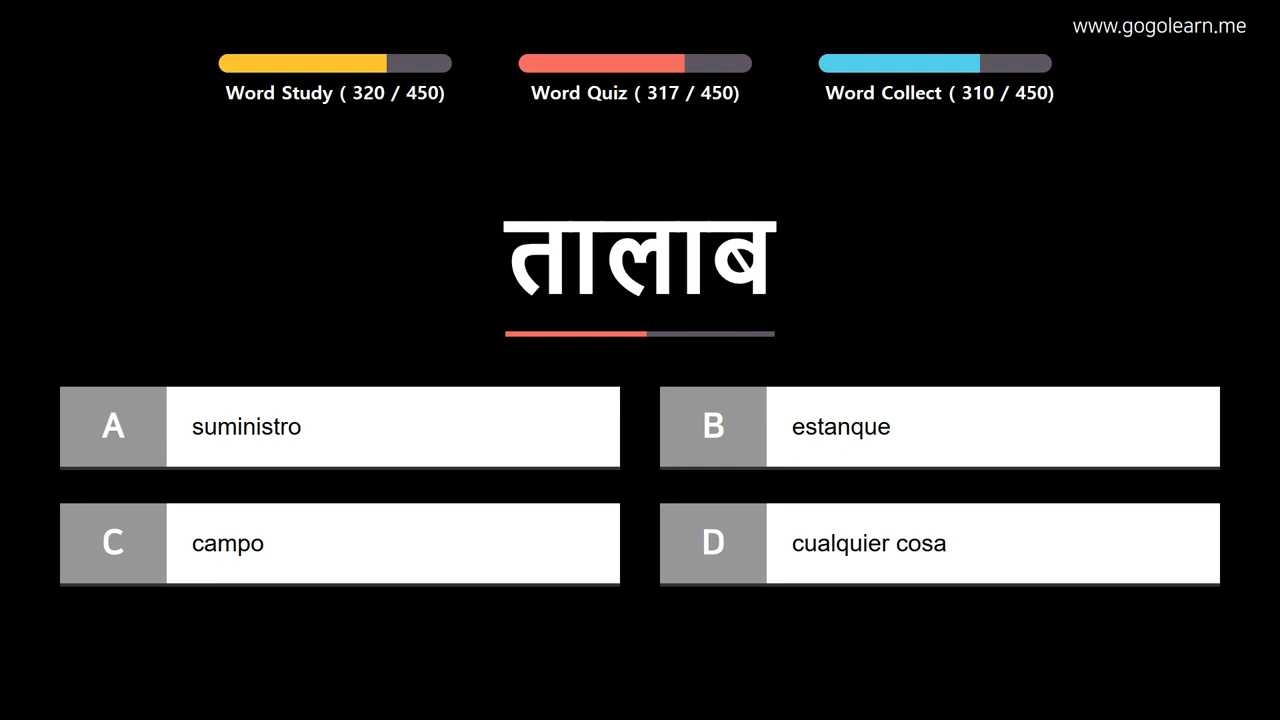 www.gogolearn.me
Word Study ( 320 / 450)
Word Quiz ( 317 / 450)
Word Collect ( 310 / 450)
तालाब
A suministro
B estanque
C campo
D cualquier cosa